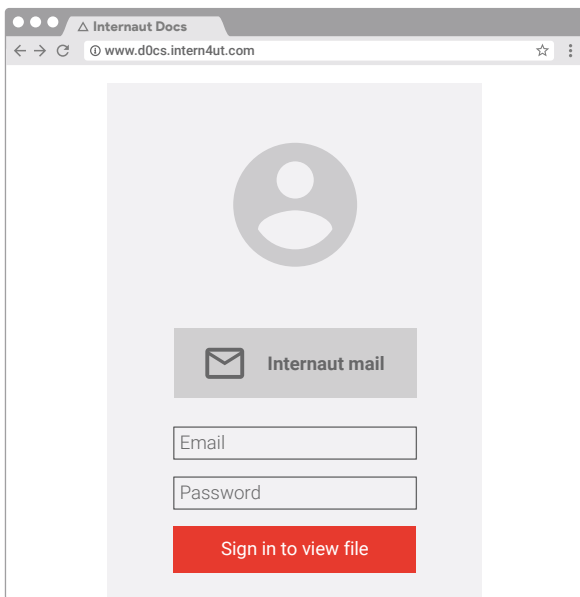 Internaut Docs
www.d0cs.intern4ut.com
Internaut mail
Email
Password
Sign in to view file